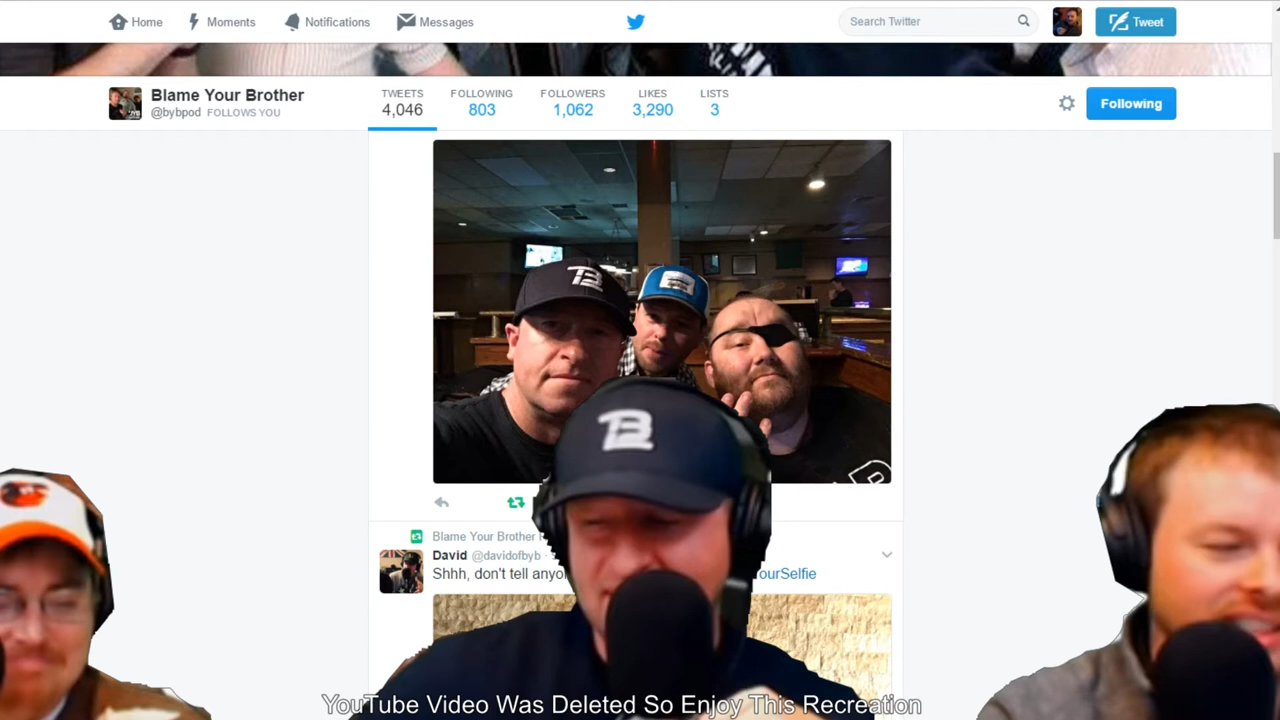 Home Moments Notifications Messages Search Twitter Tweet
Blame Your Brother
@bybpod FOLLOWS YOU
TWEETS FOLLOWING FOLLOWERS LIKES LISTS
4,046 803 1,062 3,290 3
Following
Blame Your Brother
David @davidofbyb ·
Shhh, don't tell ourSelfie
YouTube Video Was Deleted So Enjoy This Recreation